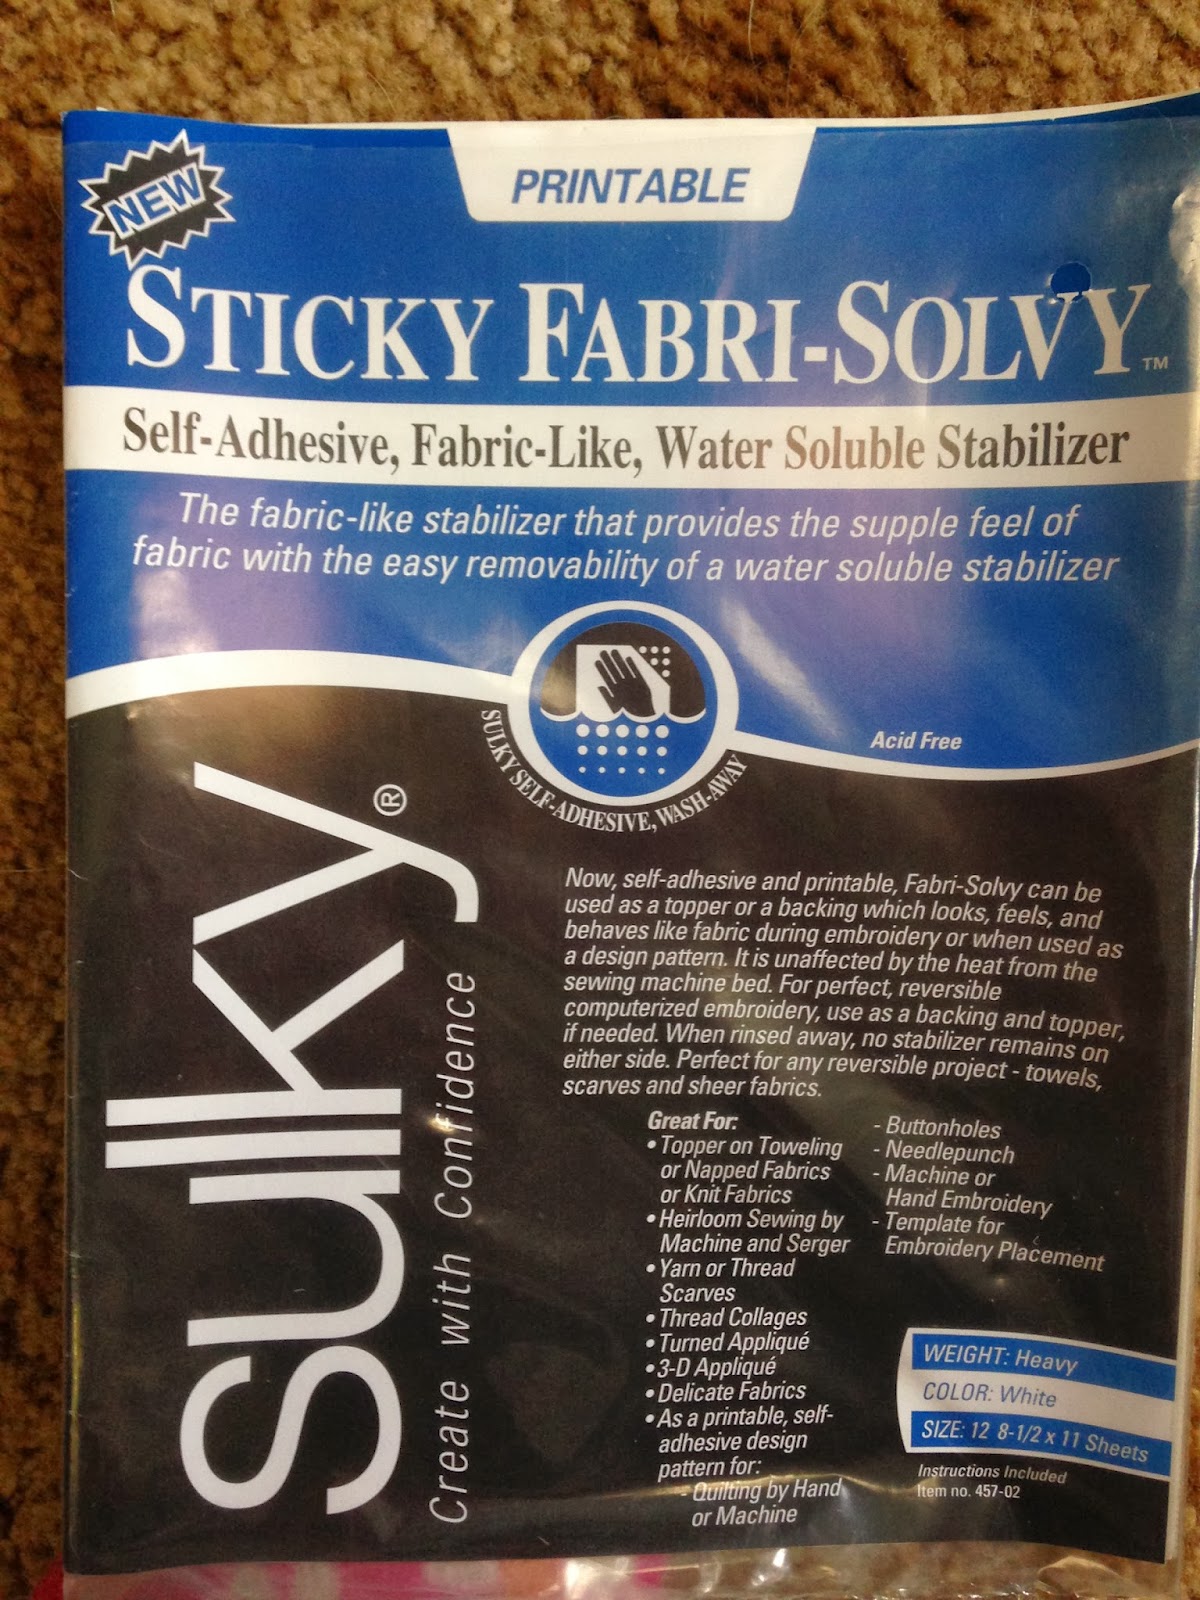 NEW
PRINTABLE
STICKY FABRI-SOLVY™
Self-Adhesive, Fabric-Like, Water Soluble Stabilizer
The fabric-like stabilizer that provides the supple feel of
fabric with the easy removability of a water soluble stabilizer
SULKY SELF-ADHESIVE, WASH-AWAY
Acid Free
sulky®
Create with Confidence
Now, self-adhesive and printable, Fabri-Solvy can be
used as a topper or a backing which looks, feels, and
behaves like fabric during embroidery or when used as
a design pattern. It is unaffected by the heat from the
sewing machine bed. For perfect, reversible
computerized embroidery, use as a backing and topper,
if needed. When rinsed away, no stabilizer remains on
either side. Perfect for any reversible project - towels,
scarves and sheer fabrics.
Great For:
• Topper on Toweling
or Napped Fabrics
or Knit Fabrics
• Heirloom Sewing by
Machine and Serger
• Yarn or Thread
Scarves
• Thread Collages
• Turned Appliqué
• 3-D Appliqué
• Delicate Fabrics
• As a printable, self-
adhesive design
pattern for:
- Quilting by Hand
or Machine
- Buttonholes
- Needlepunch
- Machine or
Hand Embroidery
- Template for
Embroidery Placement
WEIGHT: Heavy
COLOR: White
SIZE: 12 8-1/2 x 11 Sheets
Instructions Included
Item no. 457-02